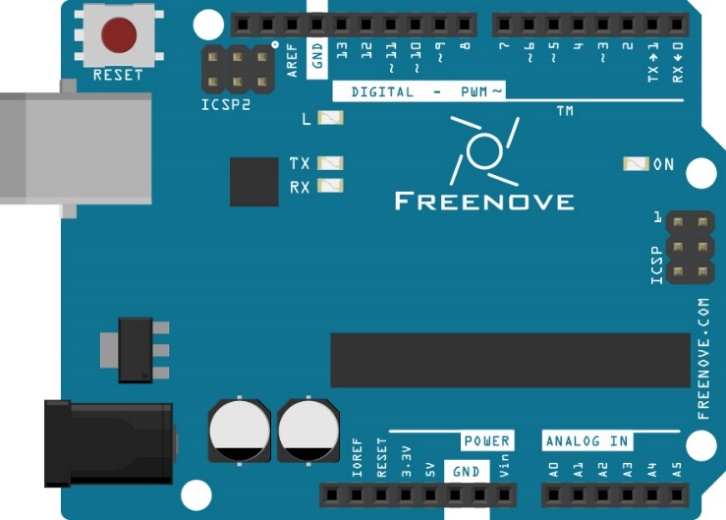 RESET
ICSP2
AREF
GND
13
12
~11
~10
~9
8
7
~6
~5
4
~3
2
TX→1
RX←0
DIGITAL - PWM~
TM
L
TX
RX
ON
FREENOVE
1
ICSP
FREENOVE.COM
POWER
ANALOG IN
IOREF
RESET
3.3V
5V
GND
Vin
A0
A1
A2
A3
A4
A5